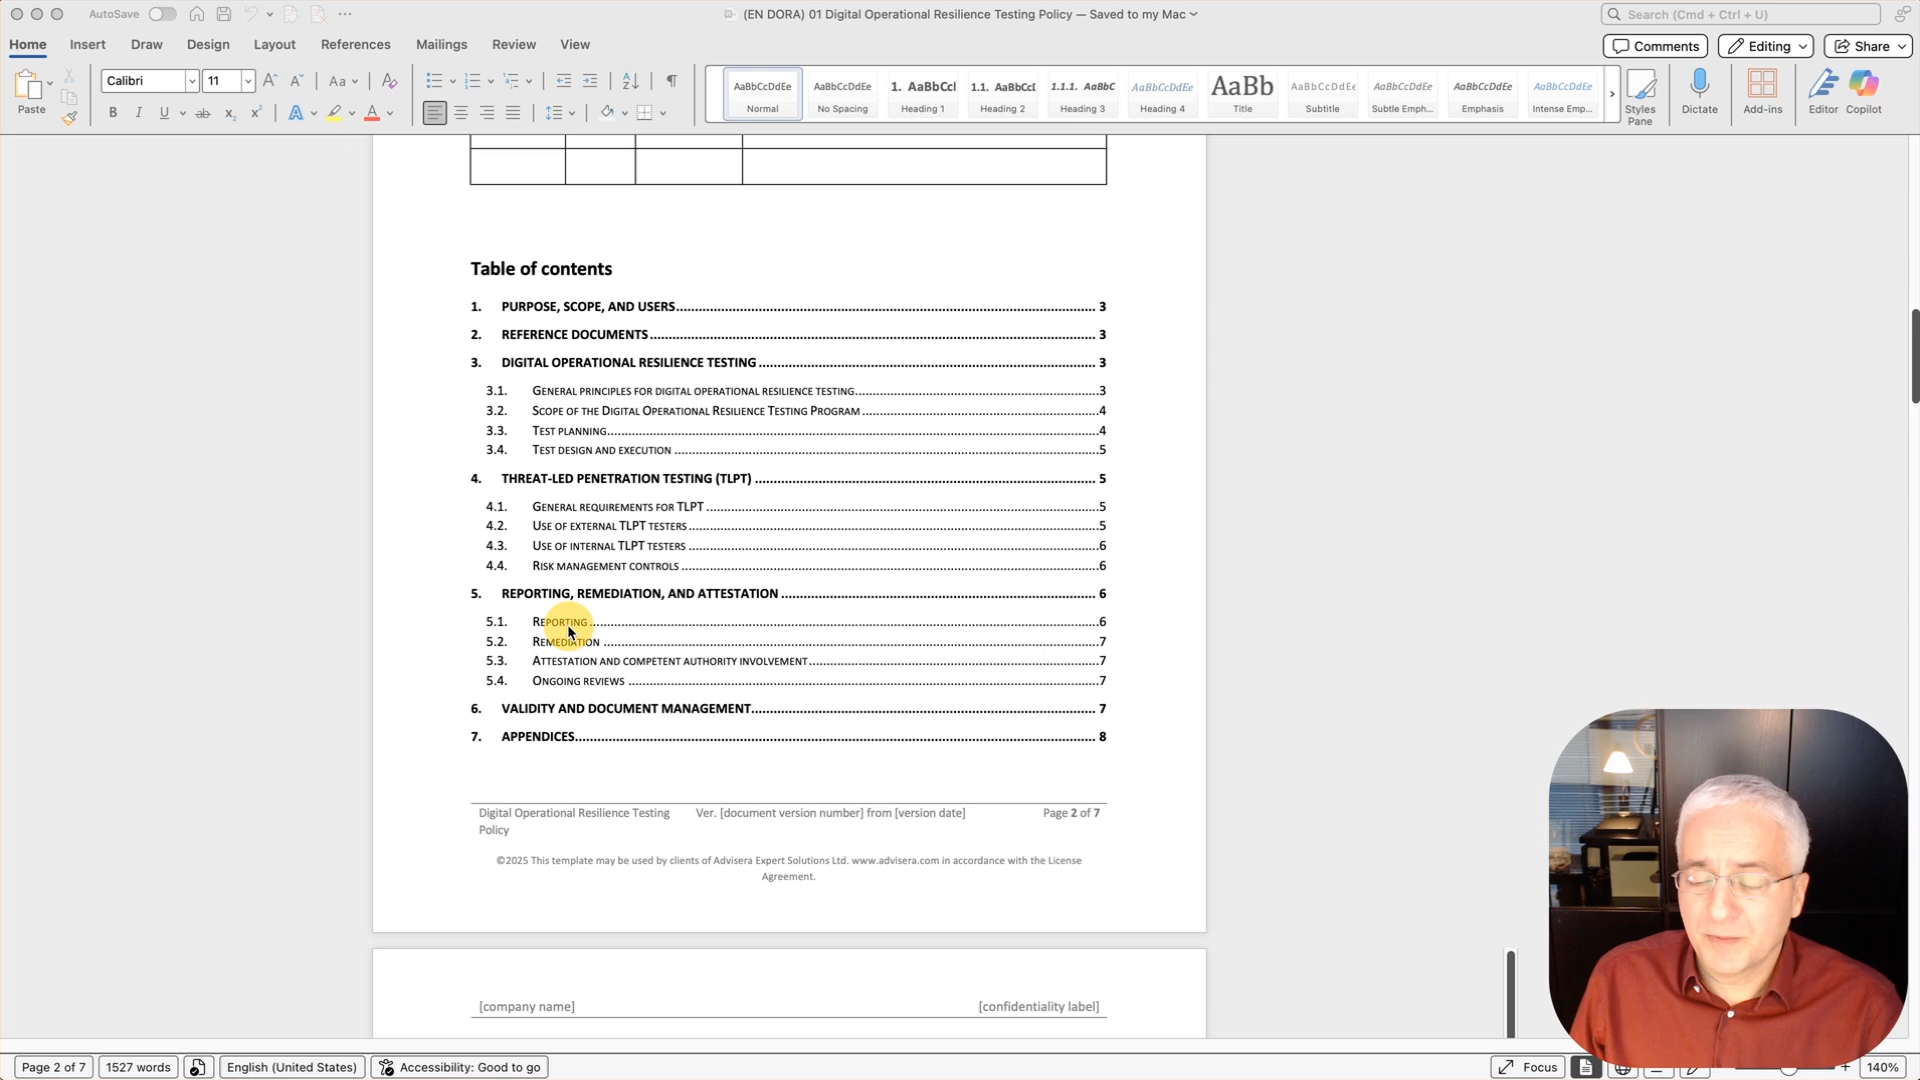 AutoSave
(EN DORA) 01 Digital Operational Resilience Testing Policy — Saved to my Mac
Search (Cmd + Ctrl + U)
Home Insert Draw Design Layout References Mailings Review View
Comments Editing Share
Paste
Calibri 11
AaBbCcDdEe Normal
AaBbCcDdEe No Spacing
1. AaBbCcI Heading 1
1.1. AaBbCcI Heading 2
1.1.1. AaBbC Heading 3
AaBbCcDdEe Heading 4
AaBb Title
AaBbCcDdEe Subtitle
AaBbCcDdEe Subtle Emph...
AaBbCcDdEe Emphasis
AaBbCcDdEe Intense Emp...
Styles Pane
Dictate
Add-ins
Editor
Copilot
Table of contents
1. PURPOSE, SCOPE, AND USERS 3
2. REFERENCE DOCUMENTS 3
3. DIGITAL OPERATIONAL RESILIENCE TESTING 3
3.1. GENERAL PRINCIPLES FOR DIGITAL OPERATIONAL RESILIENCE TESTING 3
3.2. SCOPE OF THE DIGITAL OPERATIONAL RESILIENCE TESTING PROGRAM 4
3.3. TEST PLANNING 4
3.4. TEST DESIGN AND EXECUTION 5
4. THREAT-LED PENETRATION TESTING (TLPT) 5
4.1. GENERAL REQUIREMENTS FOR TLPT 5
4.2. USE OF EXTERNAL TLPT TESTERS 5
4.3. USE OF INTERNAL TLPT TESTERS 6
4.4. RISK MANAGEMENT CONTROLS 6
5. REPORTING, REMEDIATION, AND ATTESTATION 6
5.1. REPORTING 6
5.2. REMEDIATION 7
5.3. ATTESTATION AND COMPETENT AUTHORITY INVOLVEMENT 7
5.4. ONGOING REVIEWS 7
6. VALIDITY AND DOCUMENT MANAGEMENT 7
7. APPENDICES 8
Digital Operational Resilience Testing Policy
Ver. [document version number] from [version date]
Page 2 of 7
©2025 This template may be used by clients of Advisera Expert Solutions Ltd. www.advisera.com in accordance with the License
Agreement.
[company name] [confidentiality label]
Page 2 of 7 1527 words English (United States) Accessibility: Good to go
Focus 140%